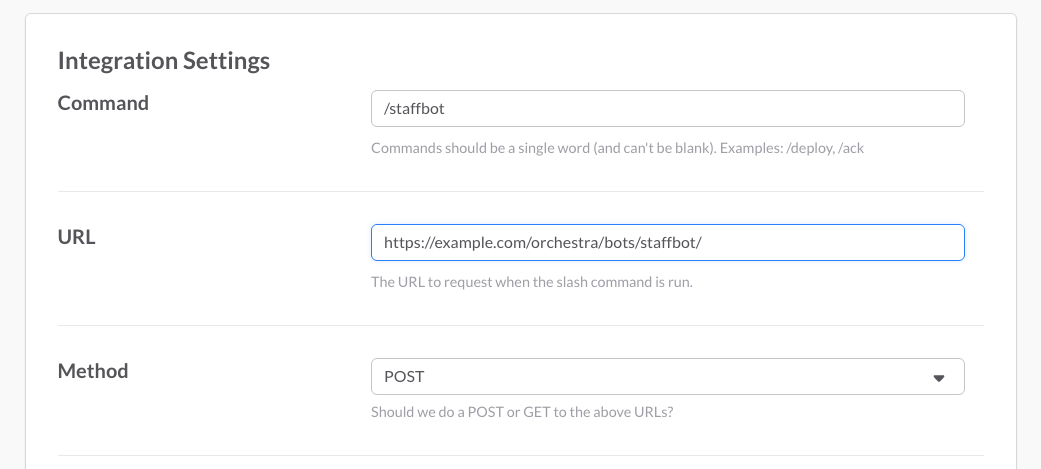 Integration Settings
Command
/staffbot
Commands should be a single word (and can't be blank). Examples: /deploy, /ack
URL
https://example.com/orchestra/bots/staffbot/
The URL to request when the slash command is run.
Method
POST
Should we do a POST or GET to the above URLs?